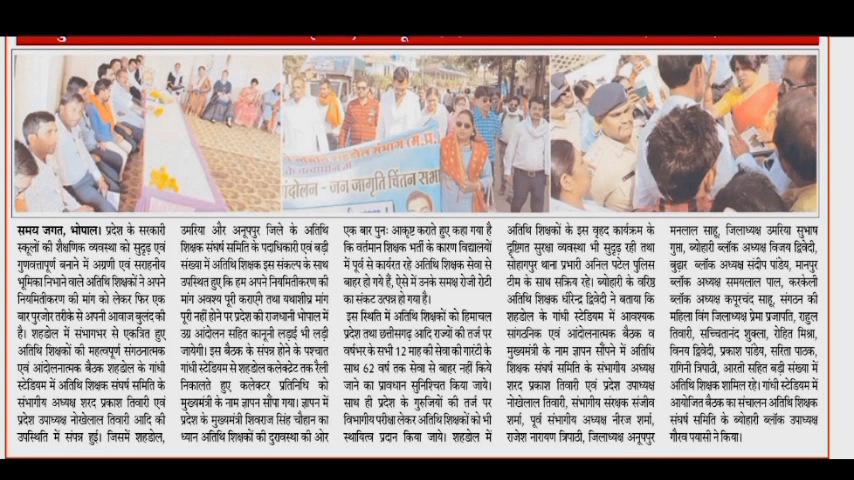 शहडोल संभाग (म.प्र.)
आंदोलन - जन जागृति चिंतन सभा
समय जगत, भोपाल। प्रदेश के सरकारी
स्कूलों की शैक्षणिक व्यवस्था को सुदृढ़ एवं
गुणवत्तापूर्ण बनाने में अग्रणी एवं सराहनीय
भूमिका निभाने वाले अतिथि शिक्षकों ने अपने
नियमितीकरण की मांग को लेकर फिर एक
बार पुरजोर तरीके से अपनी आवाज बुलंद की
है। शहडोल में संभागभर से एकत्रित हुए
अतिथि शिक्षकों की महत्वपूर्ण संगठनात्मक
एवं आंदोलनात्मक बैठक शहडोल के गांधी
स्टेडियम में अतिथि शिक्षक संघर्ष समिति के
संभागीय अध्यक्ष शरद प्रकाश तिवारी एवं
प्रदेश उपाध्यक्ष नोखेलाल तिवारी आदि की
उपस्थिति में संपन्न हुई। जिसमें शहडोल,
उमरिया और अनूपपुर जिले के अतिथि
शिक्षक संघर्ष समिति के पदाधिकारी एवं बड़ी
संख्या में अतिथि शिक्षक इस संकल्प के साथ
उपस्थित हुए कि हम अपने नियमितीकरण की
मांग अवश्य पूरी कराएगी तथा यथाशीघ्र मांग
पूरी नहीं होने पर प्रदेश की राजधानी भोपाल में
उग्र आन्दोलन सहित कानूनी लड़ाई भी लड़ी
जायेगी। इस बैठक के संपन्न होने के पश्चात
गांधी स्टेडियम से शहडोल कलेक्ट्रेट तक रैली
निकालते हुए कलेक्टर प्रतिनिधि को
मुख्यमंत्री के नाम ज्ञापन सौंपा गया। ज्ञापन में
प्रदेश के मुख्यमंत्री शिवराज सिंह चौहान का
ध्यान अतिथि शिक्षकों की दुरावस्था की ओर
एक बार पुनः आकृष्ट कराते हुए कहा गया है
कि वर्तमान शिक्षक भर्ती के कारण विद्यालयों
में पूर्व से कार्यरत रहे अतिथि शिक्षक सेवा से
बाहर हो गये हैं, ऐसे में उनके समक्ष रोजी रोटी
का संकट उत्पन्न हो गया है।
इस स्थिति में अतिथि शिक्षकों को हिमाचल
प्रदेश तथा छत्तीसगढ़ आदि राज्यों की तर्ज पर
वर्षभर के सभी 12 माह की सेवा की गारंटी के
साथ 62 वर्ष तक सेवा से बाहर नहीं किये
जाने का प्रावधान सुनिश्चित किया जाये।
साथ ही प्रदेश के गुरुजियों की तर्ज पर
विभागीय परीक्षा लेकर अतिथि शिक्षकों को भी
स्थायित्व प्रदान किया जाये। शहडोल में
अतिथि शिक्षकों के इस वृहद कार्यक्रम के
दृष्टिगत सुरक्षा व्यवस्था भी सुदृढ़ रही तथा
सोहागपुर थाना प्रभारी अनिल पटेल पुलिस
टीम के साथ सक्रिय रहे। ब्योहारी के वरिष्ठ
अतिथि शिक्षक धीरेन्द्र द्विवेदी ने बताया कि
शहडोल के गांधी स्टेडियम में आवश्यक
सांगठनिक एवं आंदोलनात्मक बैठक व
मुख्यमंत्री के नाम ज्ञापन सौंपने में अतिथि
शिक्षक संघर्ष समिति के संभागीय अध्यक्ष
शरद प्रकाश तिवारी एवं प्रदेश उपाध्यक्ष
नोखेलाल तिवारी, संभागीय संरक्षक संजीव
शर्मा, पूर्व संभागीय अध्यक्ष नीरज शर्मा,
राजेश नारायण त्रिपाठी, जिलाध्यक्ष अनूपपुर
मनलाल साहू, जिलाध्यक्ष उमरिया सुभाष
गुप्ता, ब्योहारी ब्लॉक अध्यक्ष विजय द्विवेदी,
बुढ़ार ब्लॉक अध्यक्ष संदीप पाडेय, मानपुर
ब्लॉक अध्यक्ष समयलाल पाल, करकेली
ब्लॉक अध्यक्ष कपूरचंद साहू, संगठन की
महिला विंग जिलाध्यक्ष प्रेमा प्रजापति, राहुल
तिवारी, सच्चितानंद शुक्ला, रोहित मिश्रा,
विनय द्विवेदी, प्रकाश पांडेय, सरिता पाठक,
रागिनी त्रिपाठी, आरती सहित बड़ी संख्या में
अतिथि शिक्षक शामिल रहे। गांधी स्टेडियम में
आयोजित बैठक का संचालन अतिथि शिक्षक
संघर्ष समिति के ब्योहारी ब्लॉक उपाध्यक्ष
गौरव पयासी ने किया।